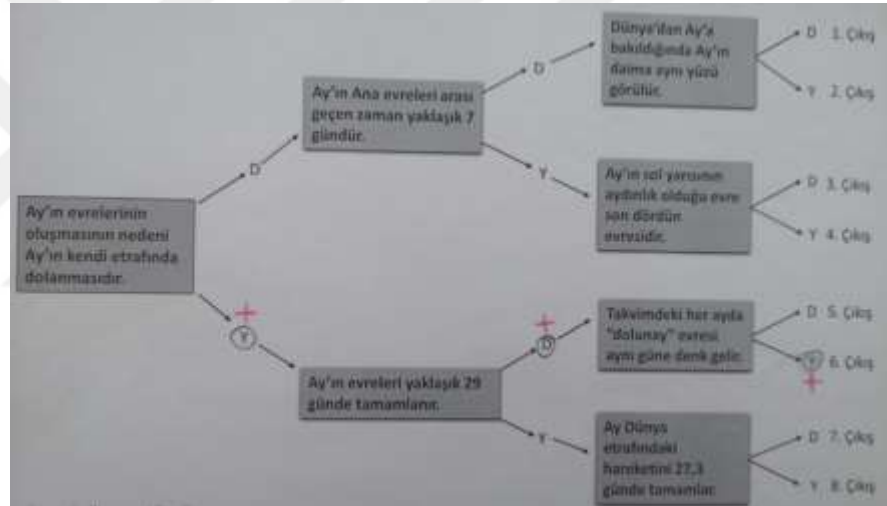 Ay'ın evrelerinin
oluşmasının nedeni
Ay'ın kendi etrafında
dolanmasıdır.
D
Y
Ay'ın Ana evreleri arası
geçen zaman yaklaşık 7
gündür.
D
Y
Ay'ın evreleri yaklaşık 29
günde tamamlanır.
D
Y
Dünya'dan Ay'a
bakıldığında Ay'ın
daima aynı yüzü
görülür.
D 1. Çıkış
Y 2. Çıkış
Ay'ın sol yarısının
aydınlık olduğu evre
son dördün
evresidir.
D 3. Çıkış
Y 4. Çıkış
Takvimdeki her ayda
"dolunay" evresi
aynı güne denk gelir.
D 5. Çıkış
Y 6. Çıkış
Ay Dünya
etrafındaki
hareketini 27,3
günde tamamlar.
D 7. Çıkış
Y 8. Çıkış